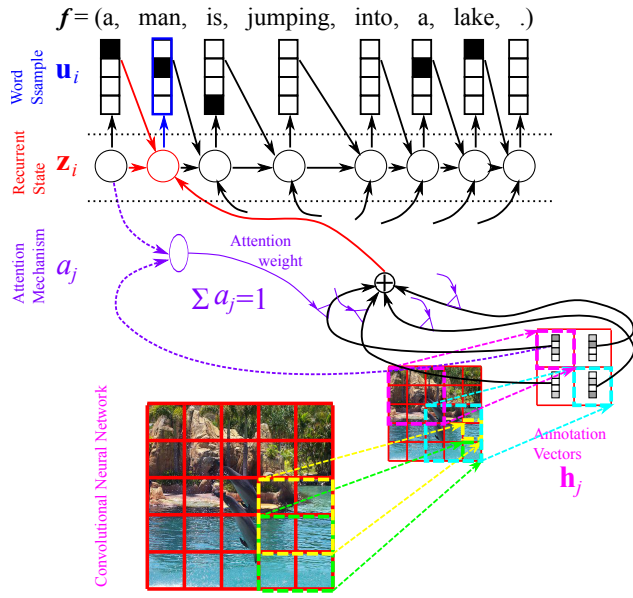 f = (a, man, is, jumping, into, a, lake, .)
Word
Ssample
u_i
Recurrent
State
z_i
Attention
Mechanism
a_j
Attention
weight
Σ a_j=1
Convolutional Neural Network
Annotation
Vectors
h_j